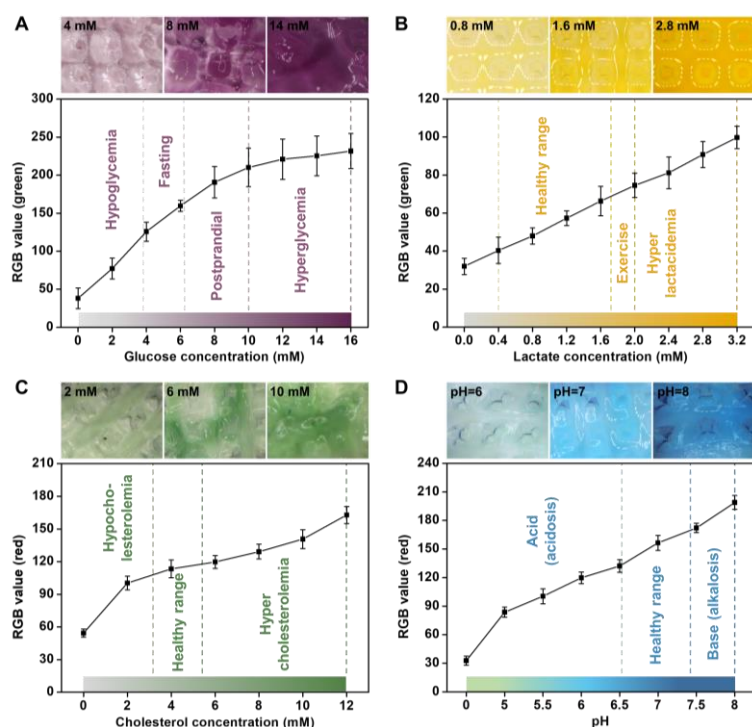 A
4 mM
8 mM
14 mM
RGB value (green)
300
250
200
150
100
50
0
Hypoglycemia
Fasting
Postprandial
Hyperglycemia
0 2 4 6 8 10 12 14 16
Glucose concentration (mM)
B
0.8 mM
1.6 mM
2.8 mM
RGB value (green)
120
100
80
60
40
20
0
Healthy range
Exercise
Hyper
lactacidemia
0.0 0.4 0.8 1.2 1.6 2.0 2.4 2.8 3.2
Lactate concentration (mM)
C
2 mM
6 mM
10 mM
RGB value (red)
210
180
150
120
90
60
30
0
Hypocho-
lesterolemia
Healthy range
Hyper
cholesterolemia
0 2 4 6 8 10 12
Cholesterol concentration (mM)
D
pH=6
pH=7
pH=8
RGB value (red)
240
210
180
150
120
90
60
30
0
Acid
(acidosis)
Healthy range
Base (alkalosis)
0 5 5.5 6 6.5 7 7.5 8
pH